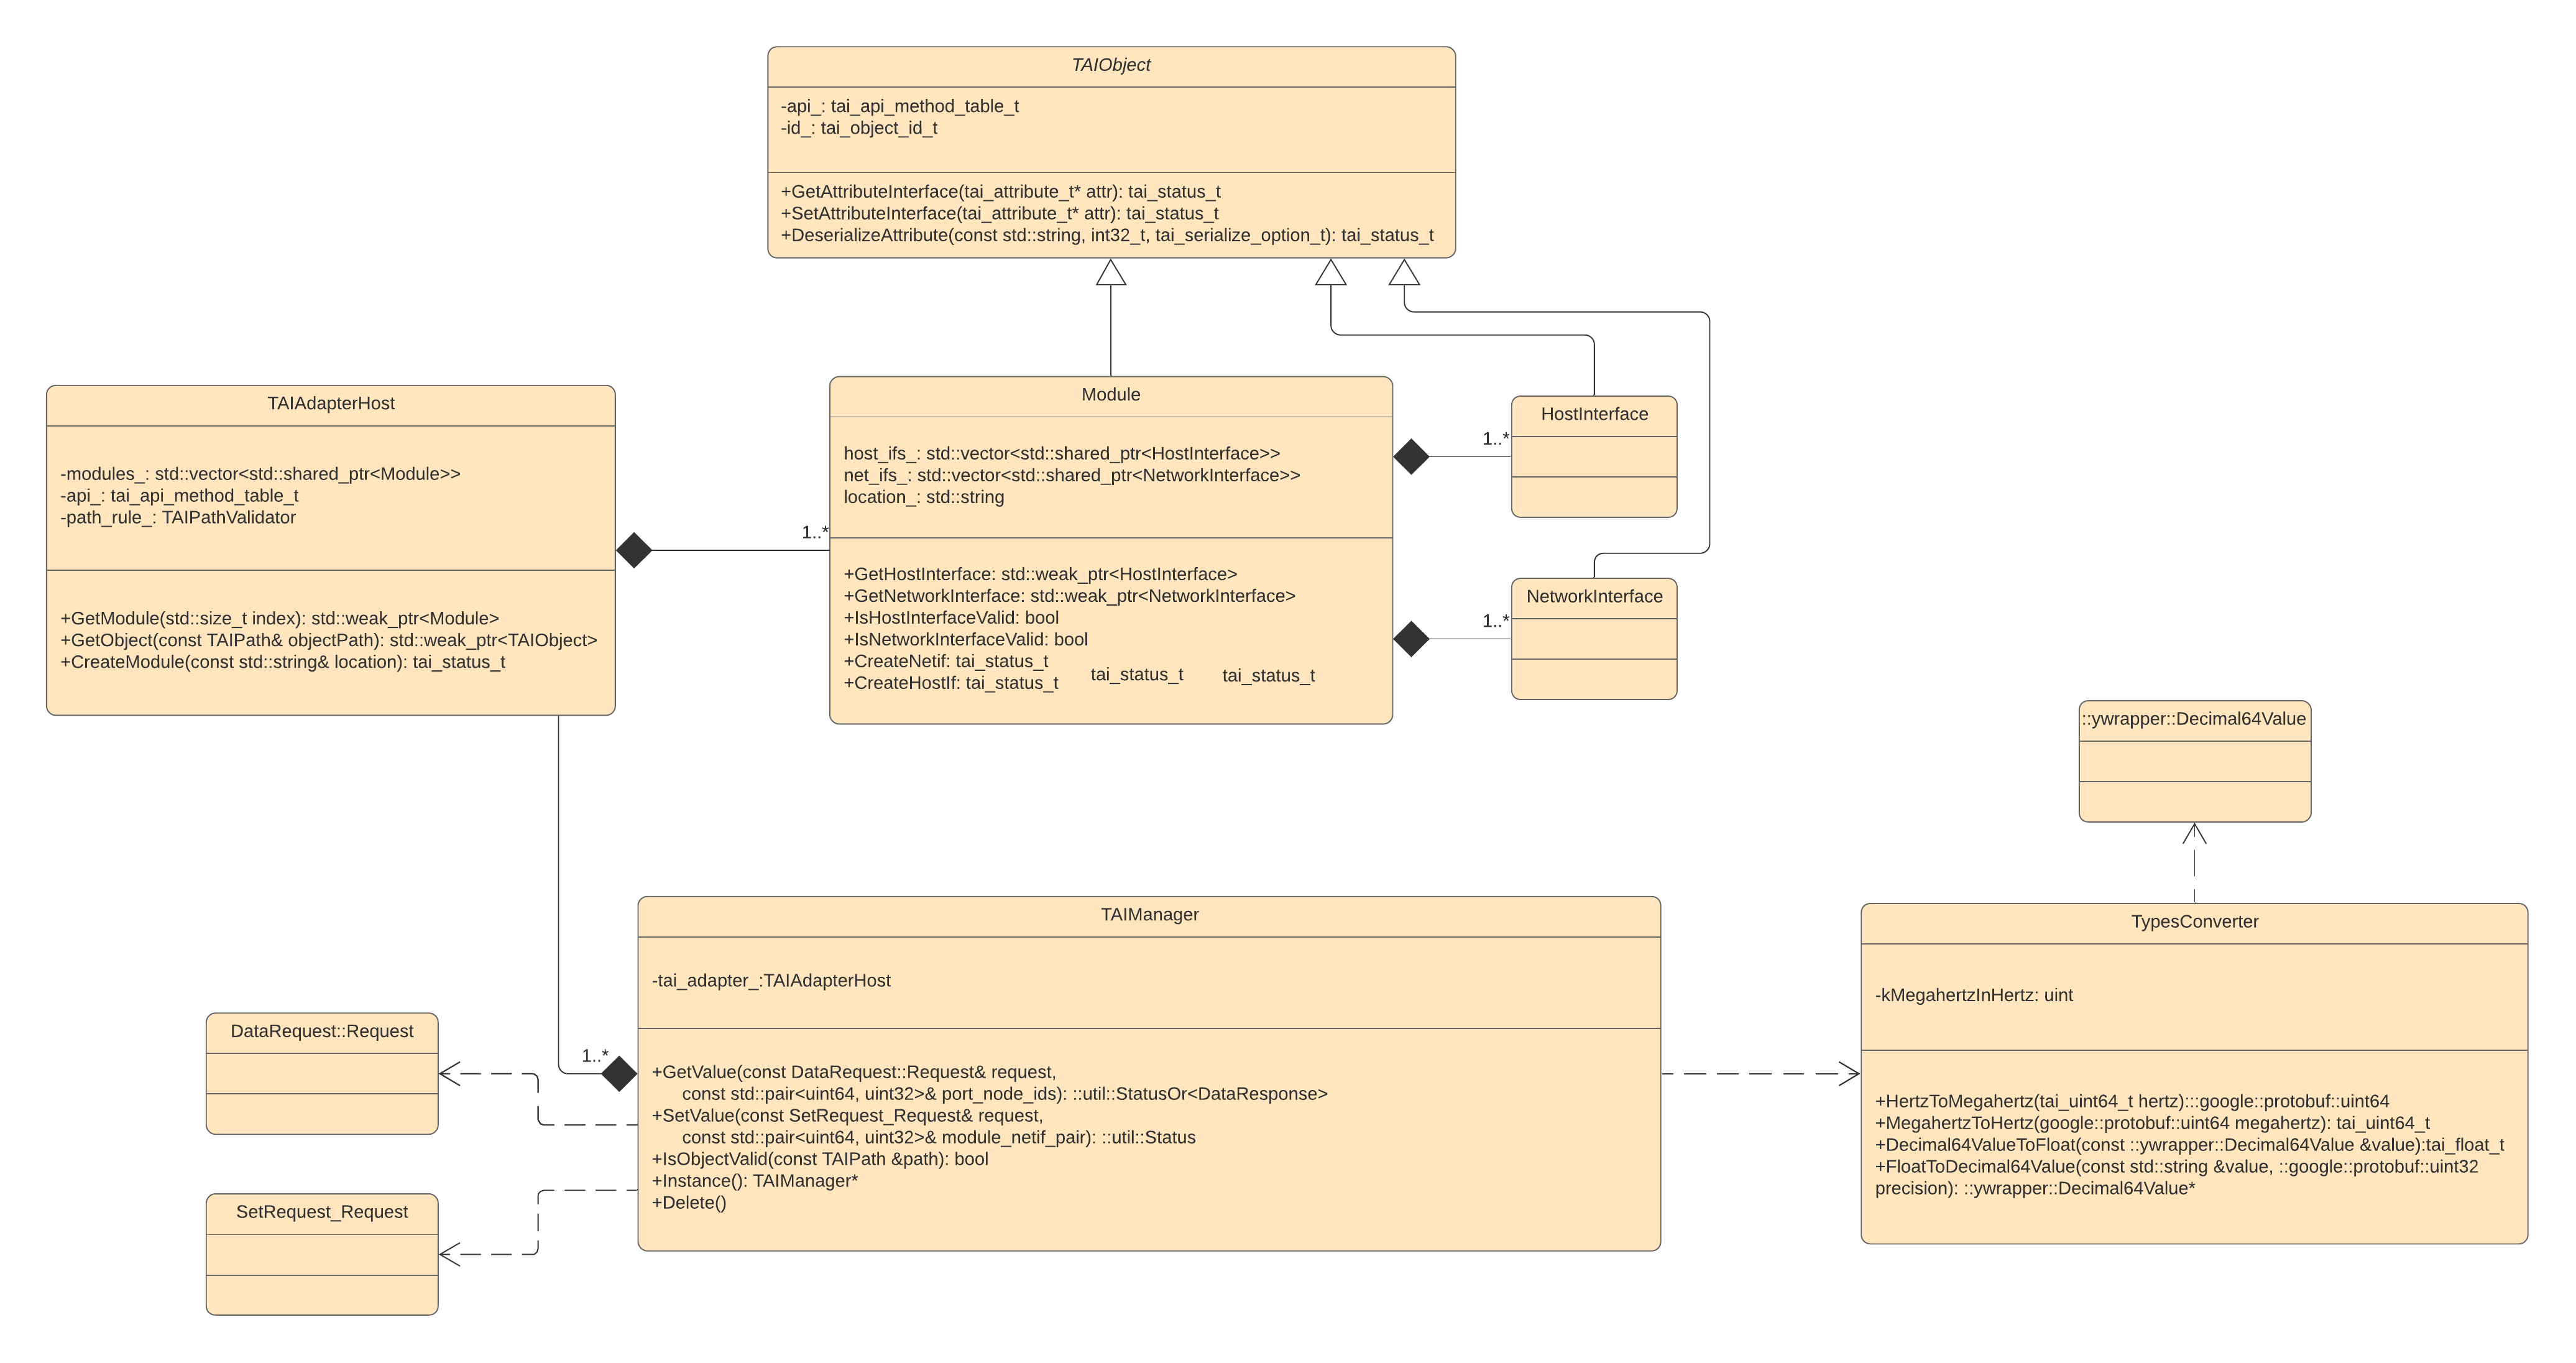 TAIObject
-api_: tai_api_method_table_t
-id_: tai_object_id_t
+GetAttributeInterface(tai_attribute_t* attr): tai_status_t
+SetAttributeInterface(tai_attribute_t* attr): tai_status_t
+DeserializeAttribute(const std::string, int32_t, tai_serialize_option_t): tai_status_t
TAIAdapterHost
-modules_: std::vector<std::shared_ptr<Module>>
-api_: tai_api_method_table_t
-path_rule_: TAIPathValidator
+GetModule(std::size_t index): std::weak_ptr<Module>
+GetObject(const TAIPath& objectPath): std::weak_ptr<TAIObject>
+CreateModule(const std::string& location): tai_status_t
1..*
Module
host_ifs_: std::vector<std::shared_ptr<HostInterface>>
net_ifs_: std::vector<std::shared_ptr<NetworkInterface>>
location_: std::string
+GetHostInterface: std::weak_ptr<HostInterface>
+GetNetworkInterface: std::weak_ptr<NetworkInterface>
+IsHostInterfaceValid: bool
+IsNetworkInterfaceValid: bool
+CreateNetif: tai_status_t
+CreateHostIf: tai_status_t
tai_status_t
tai_status_t
1..*
HostInterface
1..*
NetworkInterface
::ywrapper::Decimal64Value
TAIManager
-tai_adapter_:TAIAdapterHost
+GetValue(const DataRequest::Request& request,
const std::pair<uint64, uint32>& port_node_ids): ::util::StatusOr<DataResponse>
+SetValue(const SetRequest_Request& request,
const std::pair<uint64, uint32>& module_netif_pair): ::util::Status
+IsObjectValid(const TAIPath &path): bool
+Instance(): TAIManager*
+Delete()
1..*
DataRequest::Request
SetRequest_Request
TypesConverter
-kMegahertzInHertz: uint
+HertzToMegahertz(tai_uint64_t hertz):::google::protobuf::uint64
+MegahertzToHertz(google::protobuf::uint64 megahertz): tai_uint64_t
+Decimal64ValueToFloat(const ::ywrapper::Decimal64Value &value):tai_float_t
+FloatToDecimal64Value(const std::string &value, ::google::protobuf::uint32
precision): ::ywrapper::Decimal64Value*